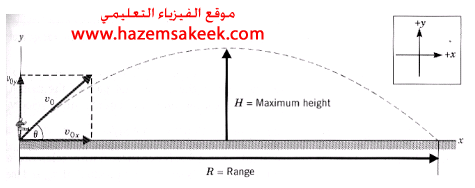 موقع الفيزياء التعليمي
www.hazemsakeek.com
y
+y
+x
v₀y
v₀
H = Maximum height
θ
v₀x
x
R = Range